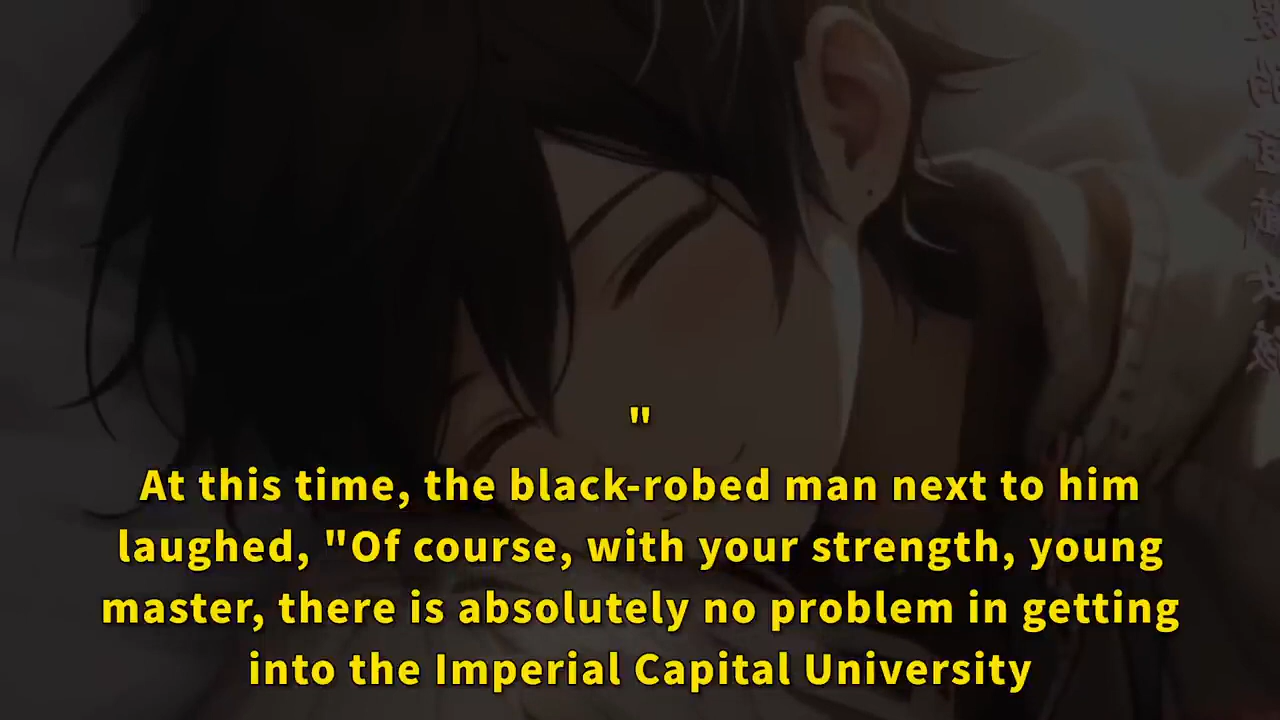 "
At this time, the black-robed man next to him
laughed, "Of course, with your strength, young
master, there is absolutely no problem in getting
into the Imperial Capital University